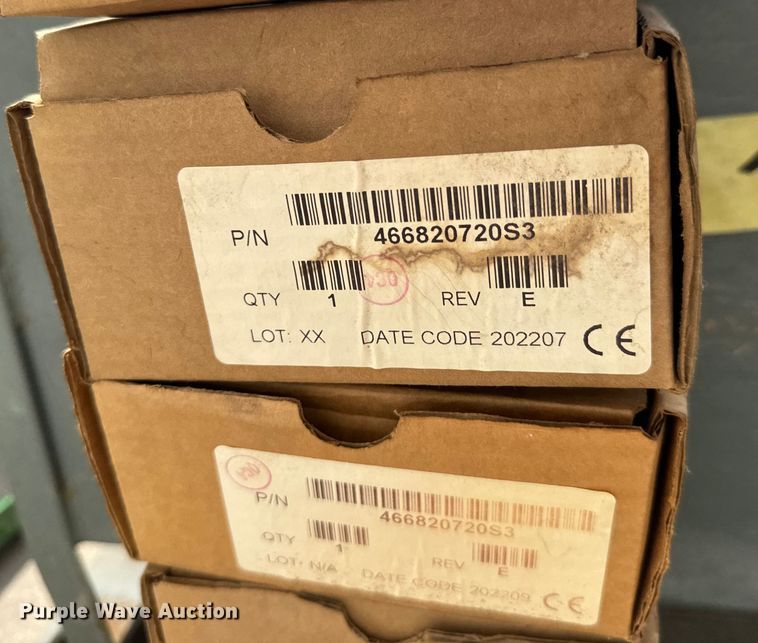 P/N 466820720S3
QTY 1 REV E
LOT: XX DATE CODE 202207 CE
P/N 466820720S3
QTY 1 REV E
LOT: N/A DATE CODE 202209 CE
Purple Wave Auction